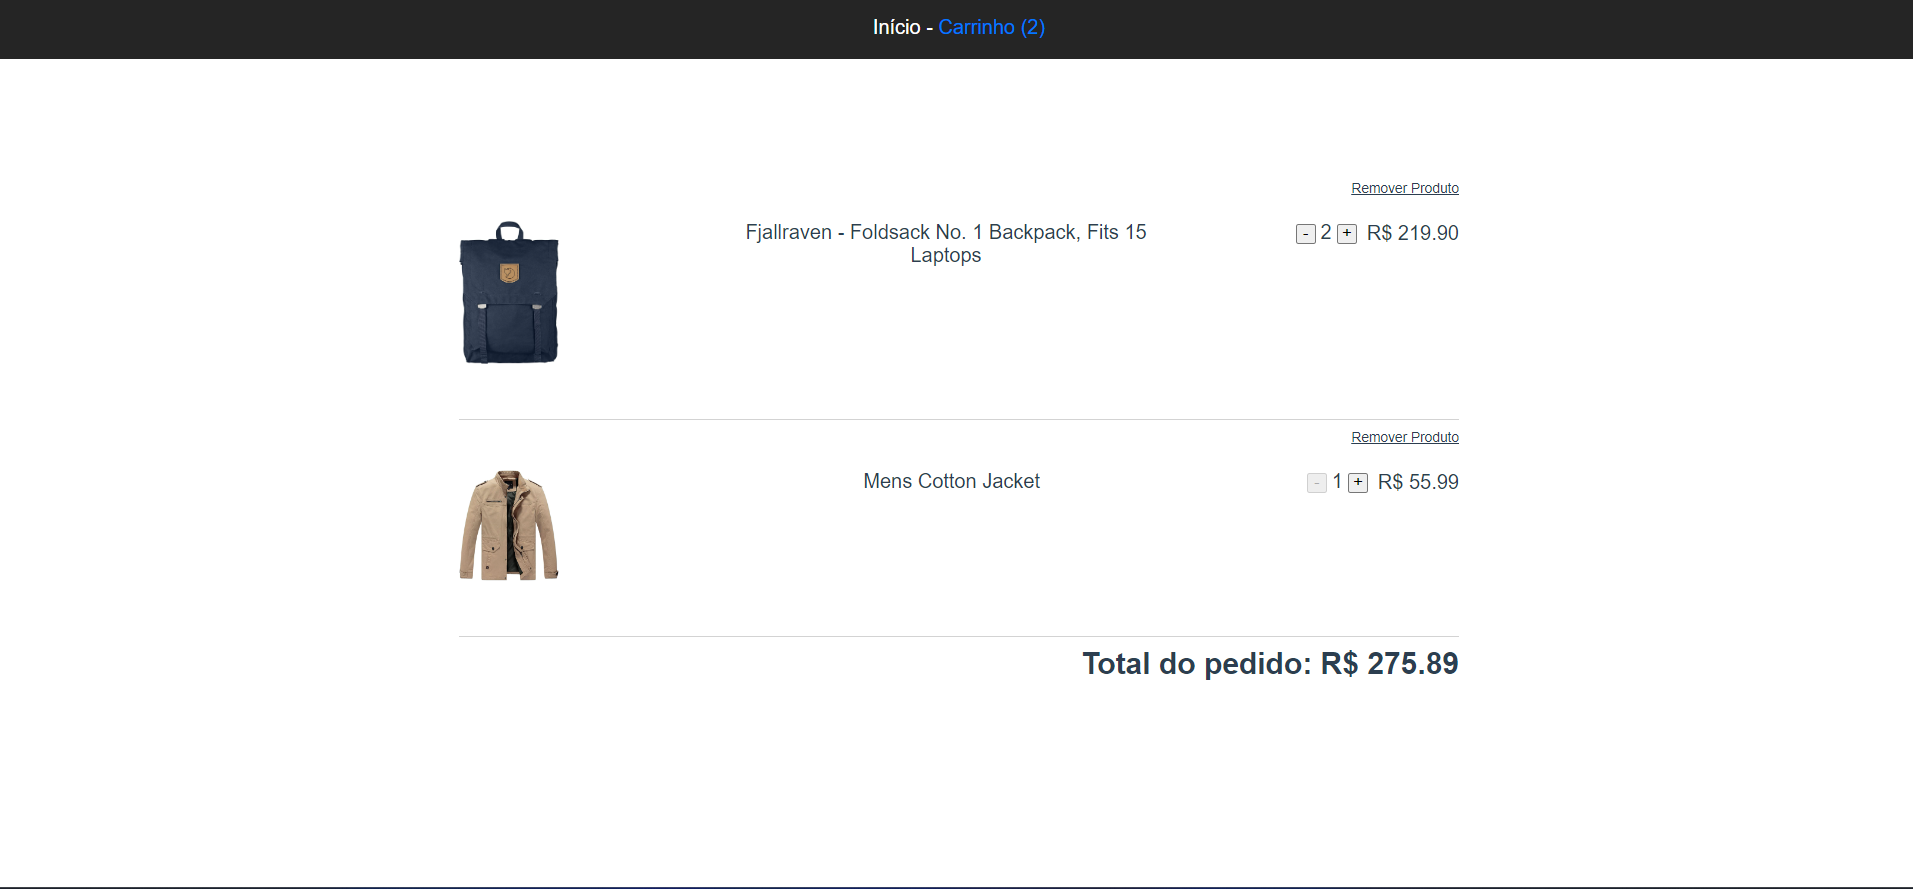 Início - Carrinho (2)
Remover Produto
Fjallraven - Foldsack No. 1 Backpack, Fits 15
Laptops
- 2 + R$ 219.90
Remover Produto
Mens Cotton Jacket
- 1 + R$ 55.99
Total do pedido: R$ 275.89